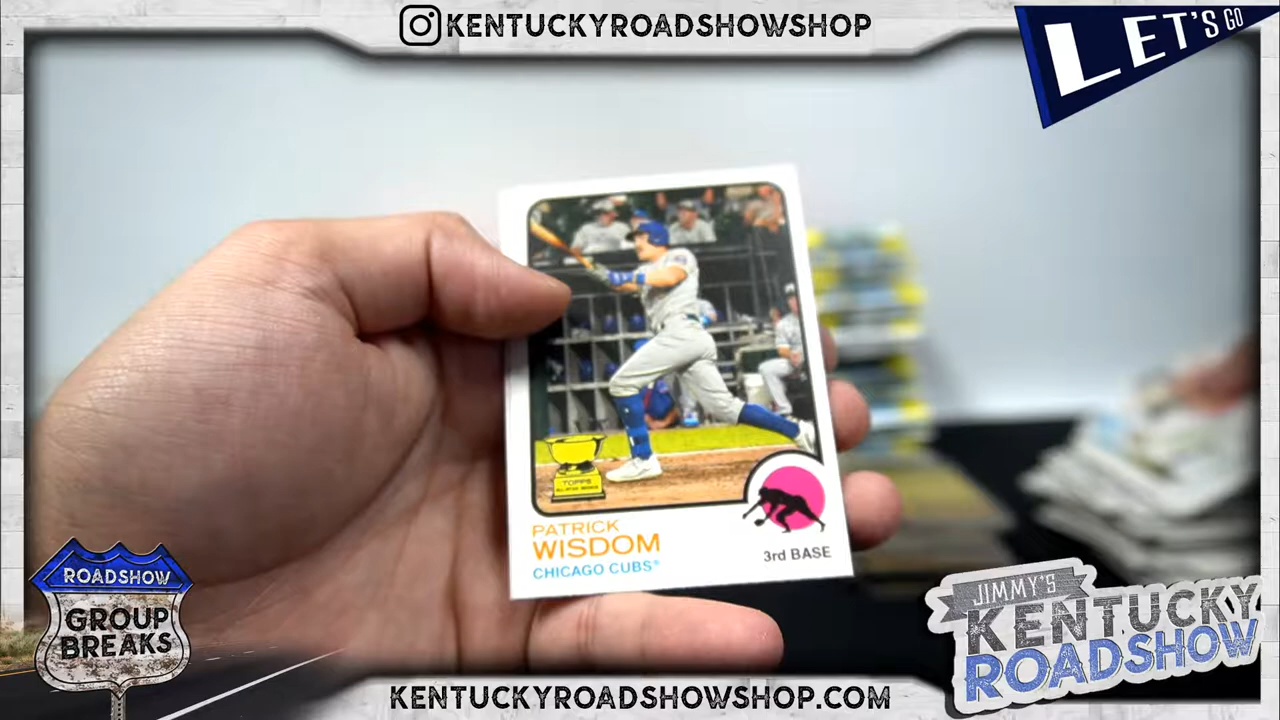 KENTUCKYROADSHOWSHOP
LET'S GO
TOPPS
PATRICK
WISDOM
CHICAGO CUBS®
3rd BASE
ROADSHOW
GROUP
BREAKS
JIMMY'S
KENTUCKY
ROADSHOW
KENTUCKYROADSHOWSHOP.COM